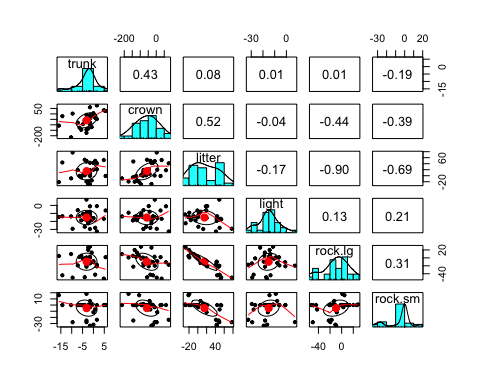 -200 0 -30 0 -30 0 20
trunk 0.43 0.08 0.01 0.01 -0.19 -15 0
-200 50 crown 0.52 -0.04 -0.44 -0.39
litter -0.17 -0.90 -0.69 -20 60
-30 0 light 0.13 0.21
rock.lg 0.31 -40 20
-30 10 rock.sm
-15 -5 5 -20 40 -40 0